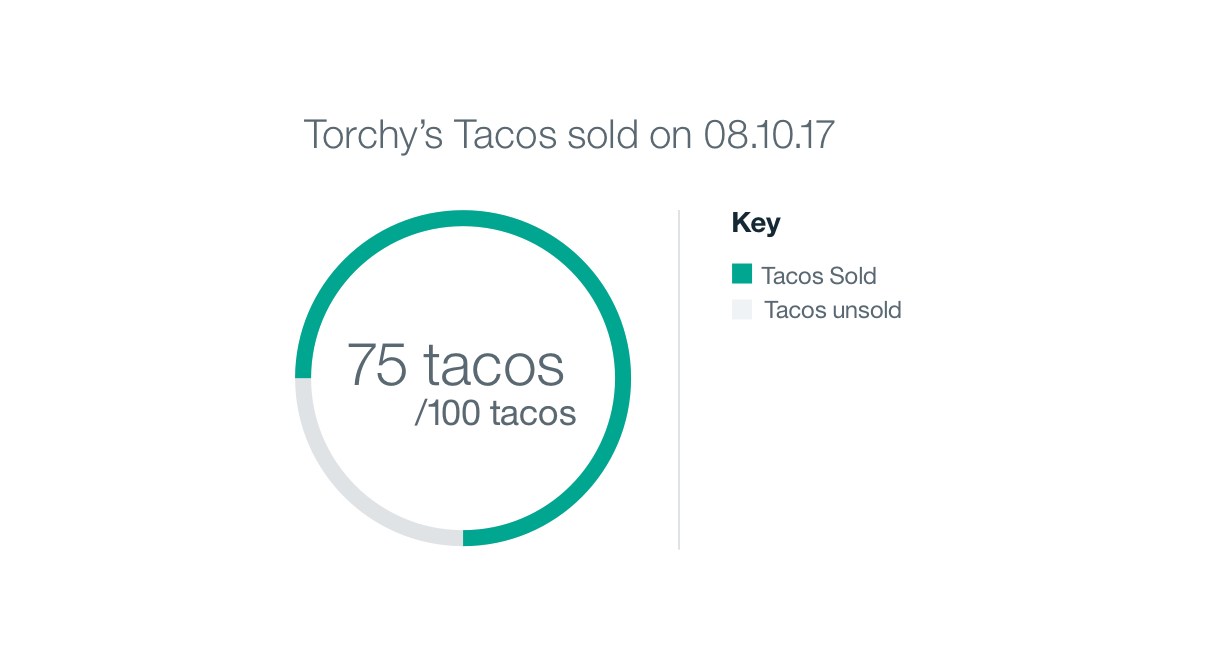 Torchy’s Tacos sold on 08.10.17
75 tacos
/100 tacos
Key
Tacos Sold
Tacos unsold